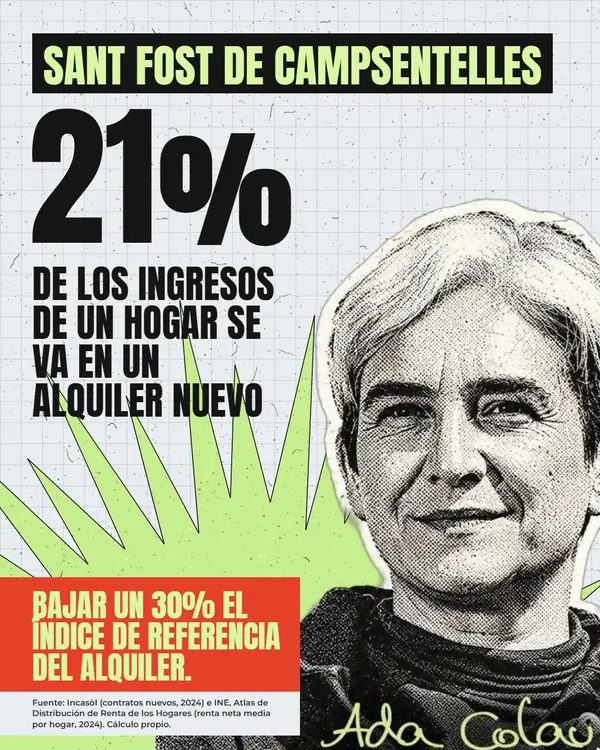 SANT FOST DE CAMPSENTELLES
21%
DE LOS INGRESOS
DE UN HOGAR SE
VA EN UN
ALQUILER NUEVO
BAJAR UN 30% EL
ÍNDICE DE REFERENCIA
DEL ALQUILER.
Fuente: Incasòl (contratos nuevos, 2024) e INE, Atlas de
Distribución de Renta de los Hogares (renta neta media
por hogar, 2024). Cálculo propio.
Ada Colau